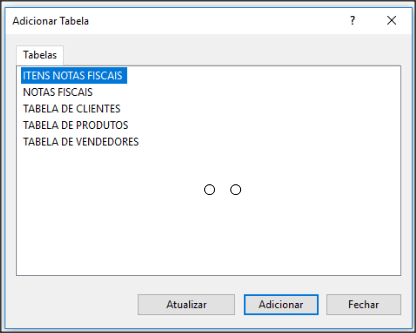 Adicionar Tabela
?
Tabelas
ITENS NOTAS FISCAIS
NOTAS FISCAIS
TABELA DE CLIENTES
TABELA DE PRODUTOS
TABELA DE VENDEDORES
Atualizar Adicionar Fechar